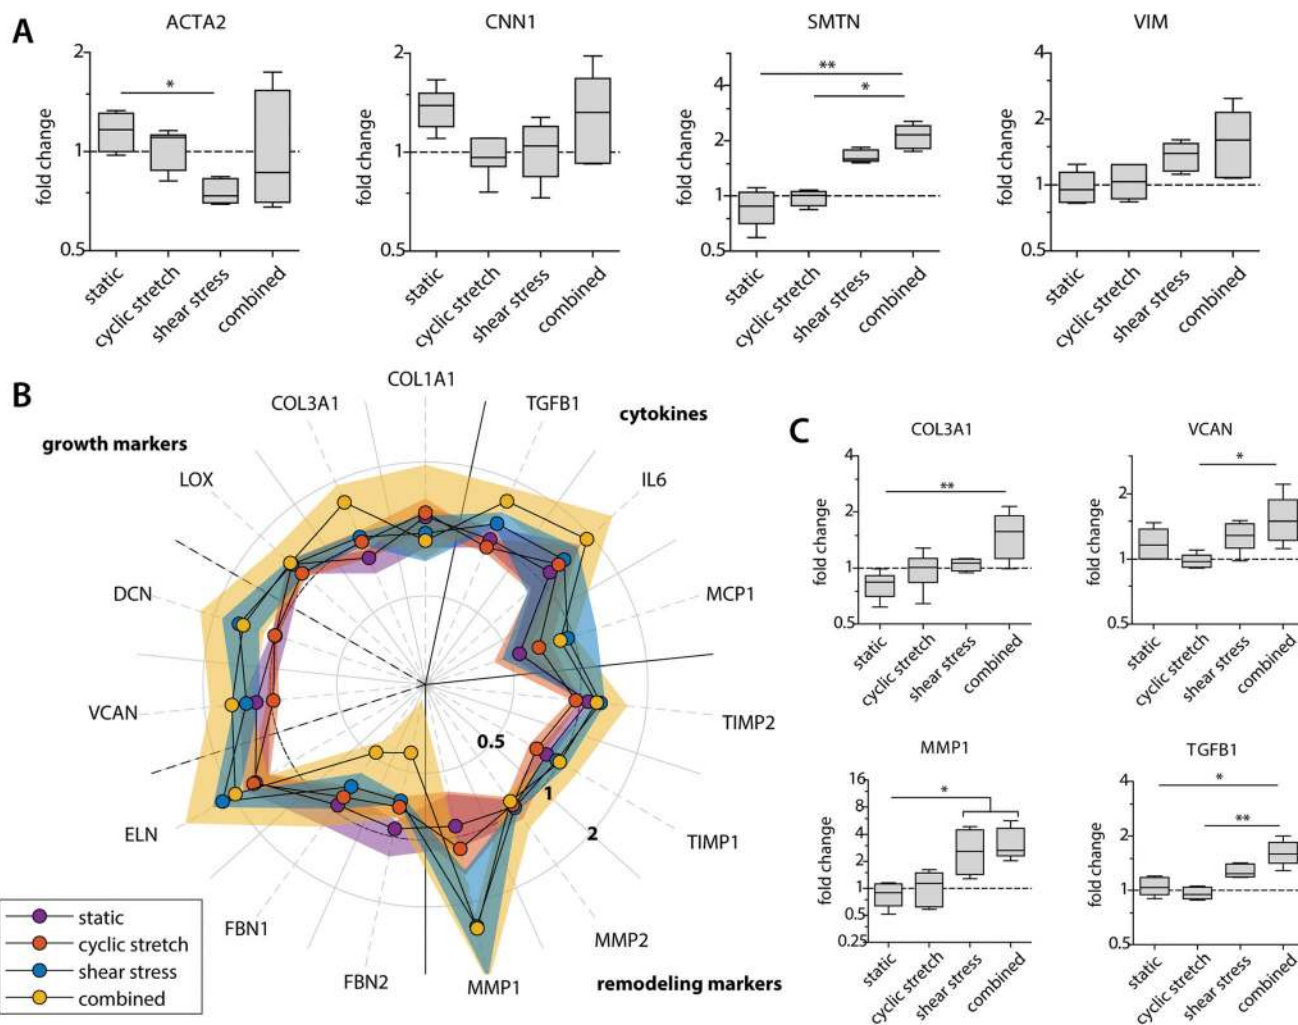 A
ACTA2
fold change
2
1
0.5
*
static
cyclic stretch
shear stress
combined
CNN1
fold change
2
1
0.5
static
cyclic stretch
shear stress
combined
SMTN
fold change
4
2
1
0.5
**
*
static
cyclic stretch
shear stress
combined
VIM
fold change
4
2
1
0.5
static
cyclic stretch
shear stress
combined
B
growth markers
cytokines
remodeling markers
COL1A1
TGFB1
IL6
MCP1
TIMP2
TIMP1
MMP2
MMP1
FBN2
FBN1
ELN
VCAN
DCN
LOX
COL3A1
0.5
1
2
static
cyclic stretch
shear stress
combined
C
COL3A1
fold change
4
2
1
0.5
**
static
cyclic stretch
shear stress
combined
VCAN
fold change
2
1
0.5
*
static
cyclic stretch
shear stress
combined
MMP1
fold change
16
8
4
2
1
0.5
0.25
*
static
cyclic stretch
shear stress
combined
TGFB1
fold change
4
2
1
0.5
*
**
static
cyclic stretch
shear stress
combined